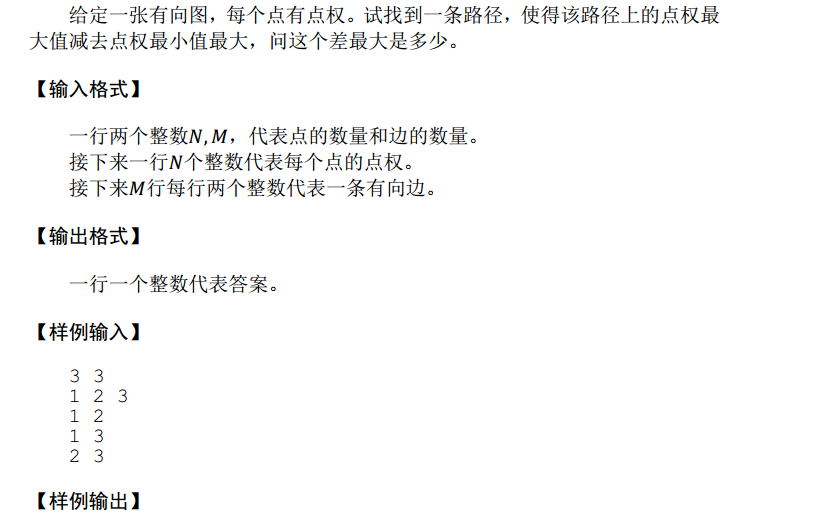 给定一张有向图，每个点有点权。试找到一条路径，使得该路径上的点权最
大值减去点权最小值最大，问这个差最大是多少。
【输入格式】
一行两个整数N,M，代表点的数量和边的数量。
接下来一行N个整数代表每个点的点权。
接下来M行每行两个整数代表一条有向边。
【输出格式】
一行一个整数代表答案。
【样例输入】
3 3
1 2 3
1 2
1 3
2 3
【样例输出】